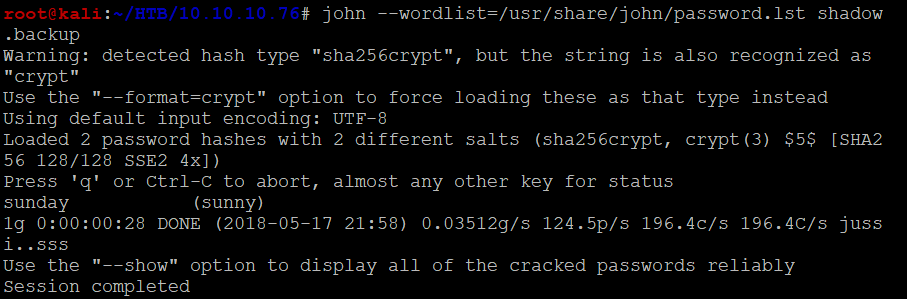 root@kali:~/HTB/10.10.10.76# john --wordlist=/usr/share/john/password.lst shadow
.backup
Warning: detected hash type "sha256crypt", but the string is also recognized as
"crypt"
Use the "--format=crypt" option to force loading these as that type instead
Using default input encoding: UTF-8
Loaded 2 password hashes with 2 different salts (sha256crypt, crypt(3) $5$ [SHA2
56 128/128 SSE2 4x])
Press 'q' or Ctrl-C to abort, almost any other key for status
sunday           (sunny)
1g 0:00:00:28 DONE (2018-05-17 21:58) 0.03512g/s 124.5p/s 196.4c/s 196.4C/s juss
i..sss
Use the "--show" option to display all of the cracked passwords reliably
Session completed